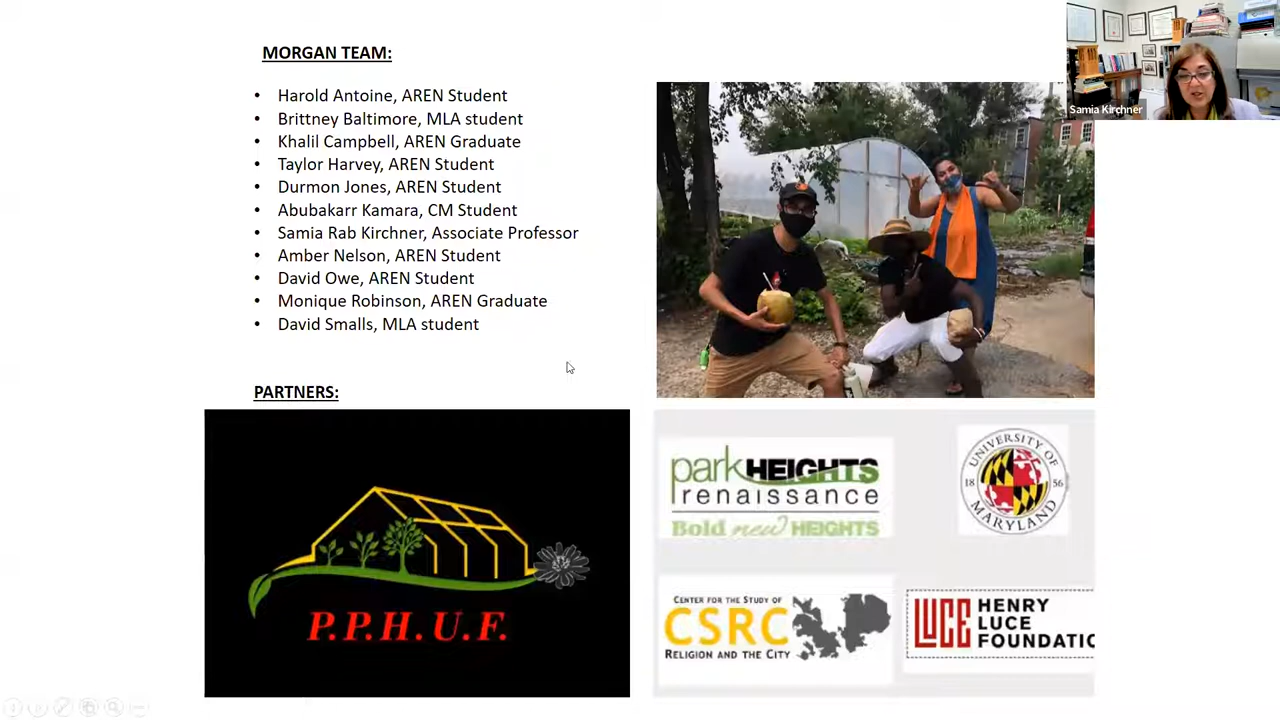 MORGAN TEAM:
• Harold Antoine, AREN Student
• Brittney Baltimore, MLA student
• Khalil Campbell, AREN Graduate
• Taylor Harvey, AREN Student
• Durmon Jones, AREN Student
• Abubakarr Kamara, CM Student
• Samia Rab Kirchner, Associate Professor
• Amber Nelson, AREN Student
• David Owe, AREN Student
• Monique Robinson, AREN Graduate
• David Smalls, MLA student
Samia Kirchner
PARTNERS:
P.P.H.U.F.
park HEIGHTS
renaissance
Bold new HEIGHTS
UNIVERSITY OF
18 56
MARYLAND
CENTER FOR THE STUDY OF
CSRC
RELIGION AND THE CITY
LUCE
HENRY
LUCE
FOUNDATIO